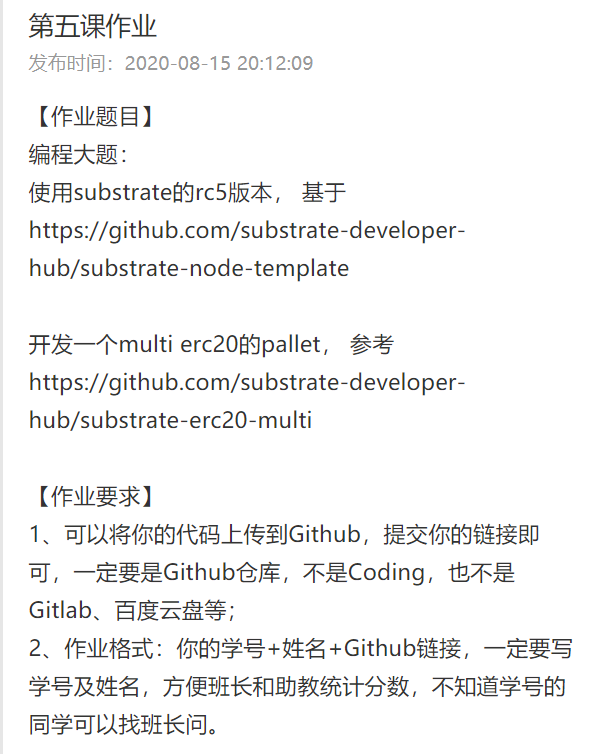 第五课作业
发布时间：2020-08-15 20:12:09
【作业题目】
编程大题：
使用substrate的rc5版本， 基于
https://github.com/substrate-developer-
hub/substrate-node-template
开发一个multi erc20的pallet， 参考
https://github.com/substrate-developer-
hub/substrate-erc20-multi
【作业要求】
1、可以将你的代码上传到Github，提交你的链接即
可，一定要是Github仓库，不是Coding，也不是
Gitlab、百度云盘等；
2、作业格式：你的学号+姓名+Github链接，一定要写
学号及姓名，方便班长和助教统计分数，不知道学号的
同学可以找班长问。